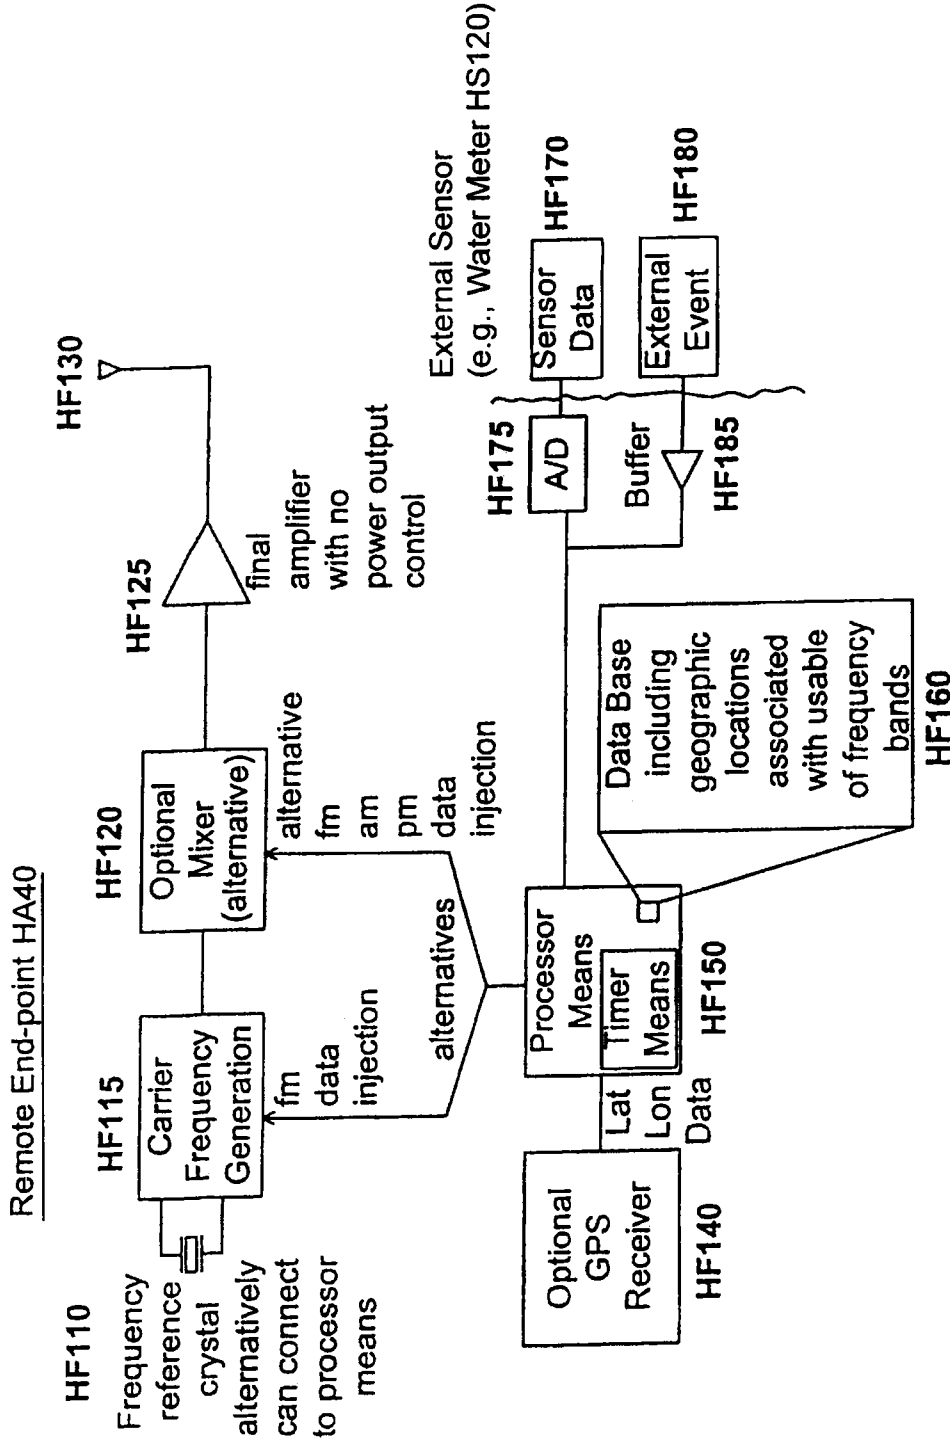 Remote End-point HA40
HF110
Frequency
reference
crystal
alternatively
can connect
to processor
means
HF115
Carrier
Frequency
Generation
HF120
Optional
Mixer
(alternative)
HF125
final
amplifier
with no
power output
control
HF130
fm
data
injection
alternatives
alternative
fm
am
pm
data
injection
External Sensor
(e.g., Water Meter HS120)
Optional
GPS
Receiver
HF140
Lat
Lon
Data
Processor
Means
Timer
Means
HF150
Data Base
including
geographic
locations
associated
with usable
of frequency
bands
HF160
HF175
A/D
Sensor
Data
HF170
Buffer
HF185
External
Event
HF180